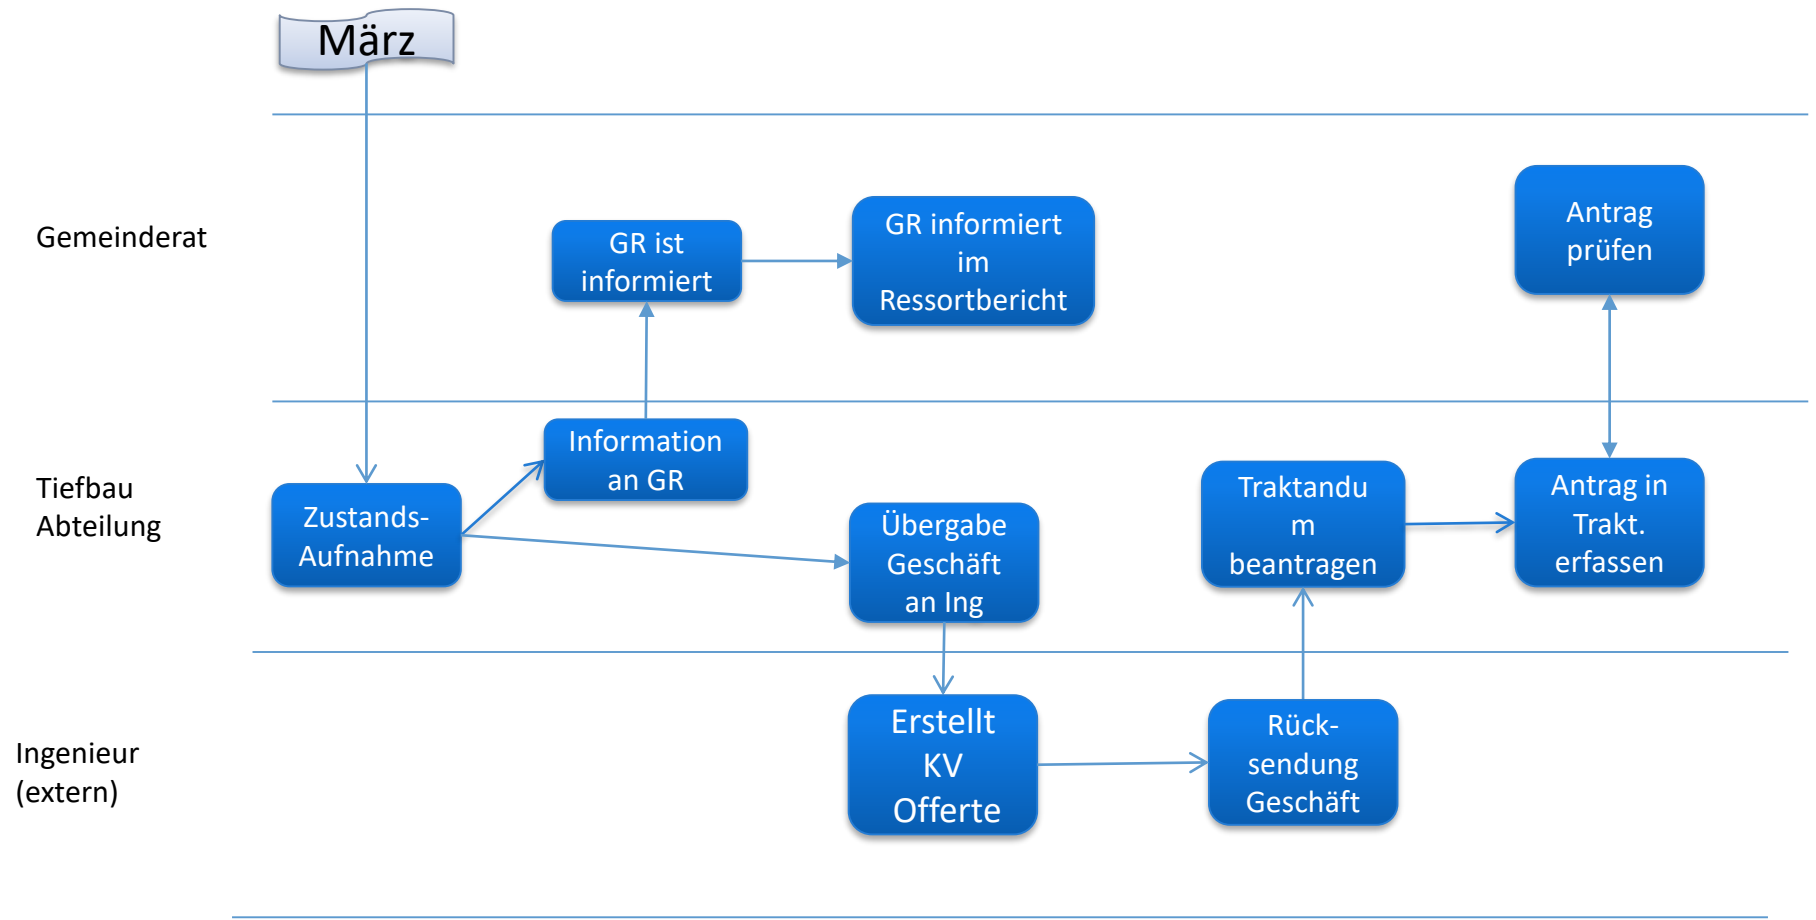 März
Gemeinderat
GR ist
informiert
GR informiert
im
Ressortbericht
Antrag
prüfen
Tiefbau
Abteilung
Zustands-
Aufnahme
Information
an GR
Übergabe
Geschäft
an Ing
Traktandu
m
beantragen
Antrag in
Trakt.
erfassen
Ingenieur
(extern)
Erstellt
KV
Offerte
Rück-
sendung
Geschäft